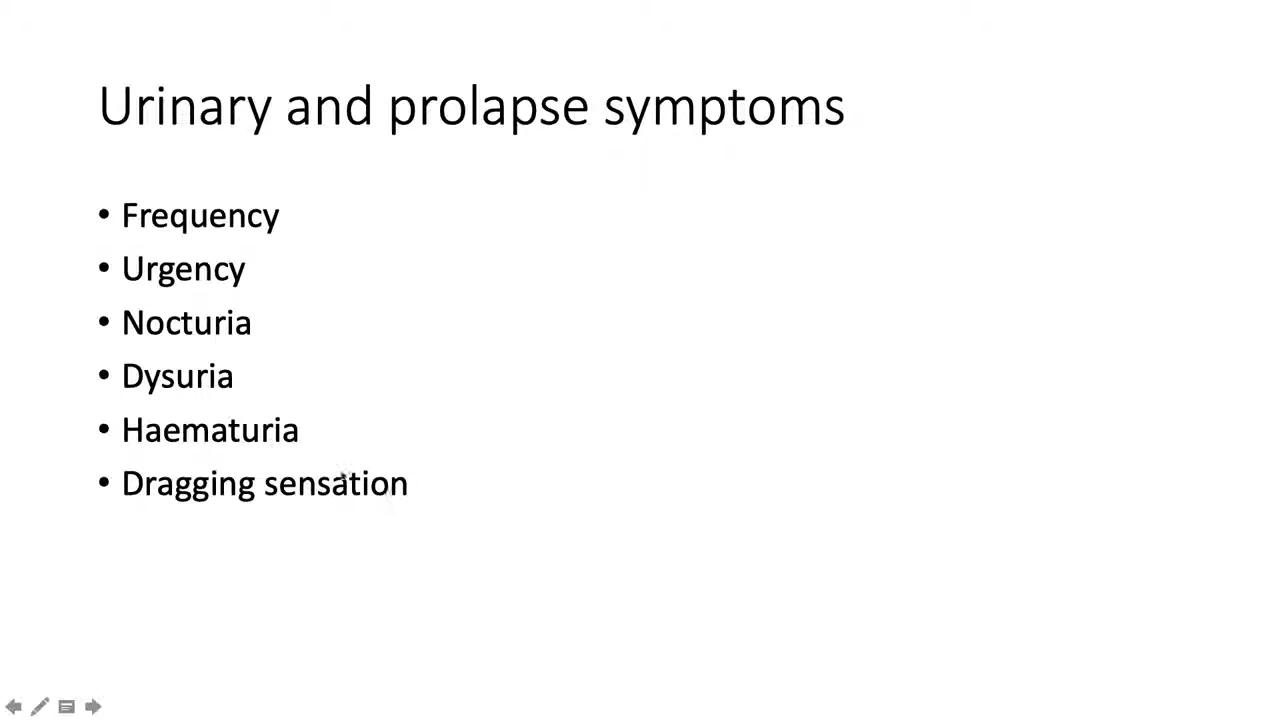 Urinary and prolapse symptoms
• Frequency
• Urgency
• Nocturia
• Dysuria
• Haematuria
• Dragging sensation